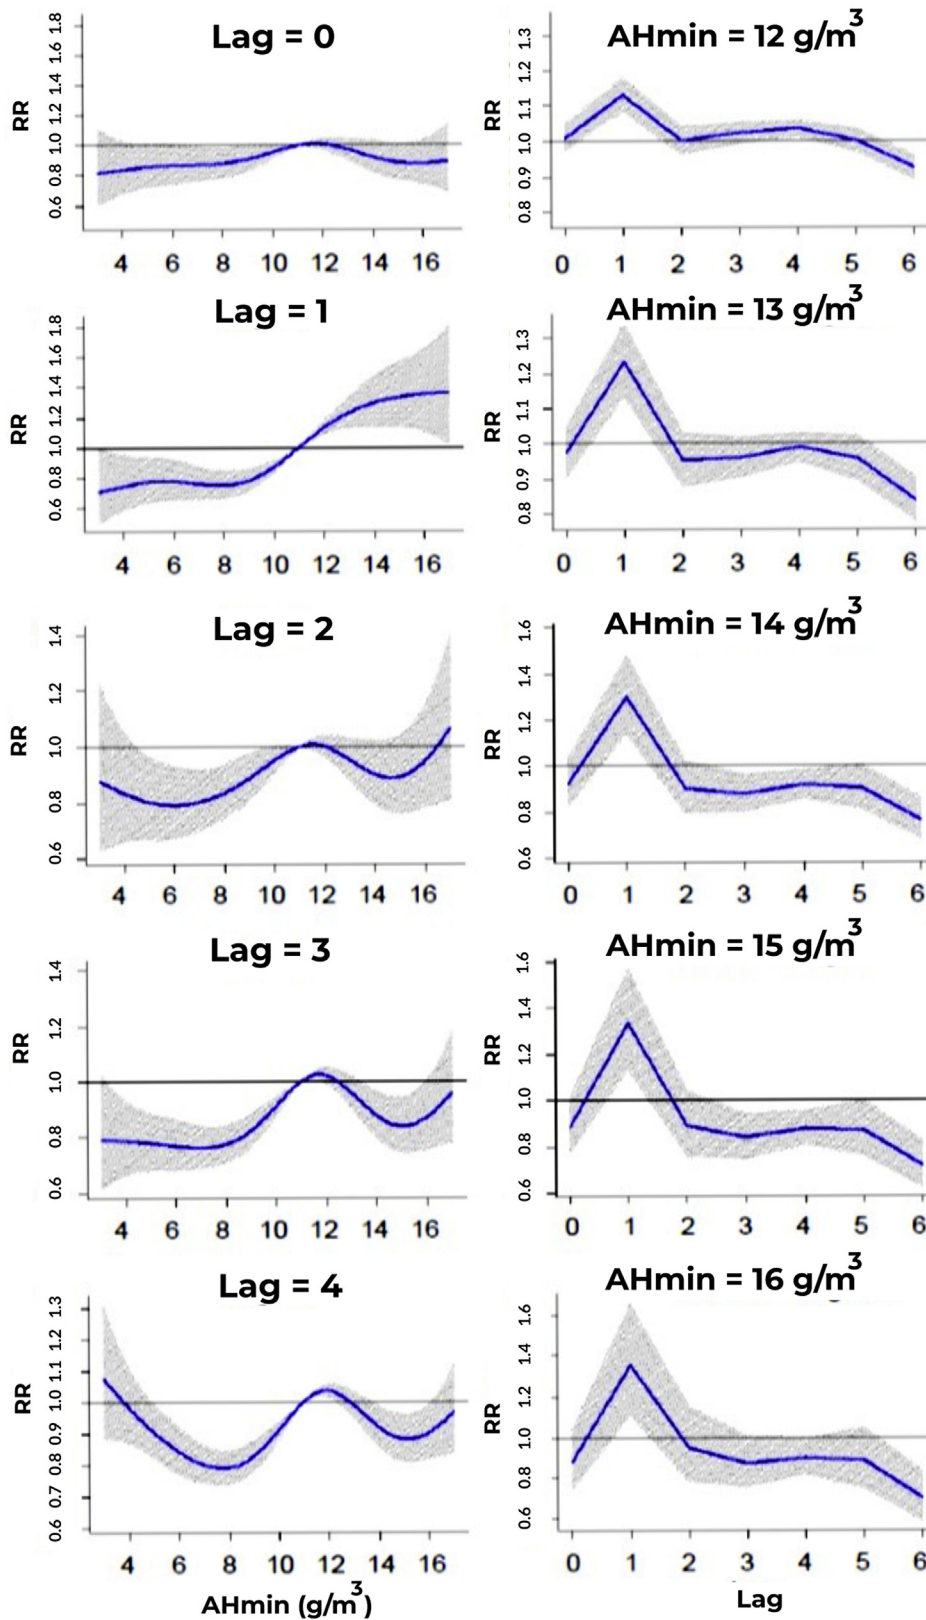 Lag = 0
RR
1.8
1.6
1.4
1.2
1.0
0.8
0.6
4 6 8 10 12 14 16
AHmin = 12 g/m³
RR
1.3
1.2
1.1
1.0
0.9
0.8
0 1 2 3 4 5 6
Lag = 1
RR
1.8
1.6
1.4
1.2
1.0
0.8
0.6
4 6 8 10 12 14 16
AHmin = 13 g/m³
RR
1.3
1.2
1.1
1.0
0.9
0.8
0 1 2 3 4 5 6
Lag = 2
RR
1.4
1.2
1.0
0.8
0.6
4 6 8 10 12 14 16
AHmin = 14 g/m³
RR
1.6
1.4
1.2
1.0
0.8
0.6
0 1 2 3 4 5 6
Lag = 3
RR
1.4
1.2
1.0
0.8
0.6
4 6 8 10 12 14 16
AHmin = 15 g/m³
RR
1.6
1.4
1.2
1.0
0.8
0.6
0 1 2 3 4 5 6
Lag = 4
RR
1.3
1.2
1.1
1.0
0.9
0.8
0.7
0.6
4 6 8 10 12 14 16
AHmin (g/m³)
AHmin = 16 g/m³
RR
1.6
1.4
1.2
1.0
0.8
0.6
0 1 2 3 4 5 6
Lag